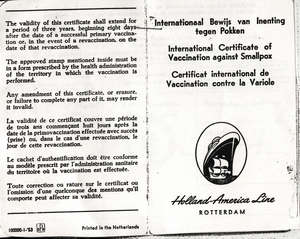 The validity of this certificate shall extend for
a period of three years, beginning eight days
after the date of a successful primary vaccina-
tion or, in the event of a revaccination, on the
date of that revaccination.
The approved stamp mentioned inside must be
in a form prescribed by the health administration
of the territory in which the vaccination is
performed.
Any amendment of this certificate, or erasure,
or failure to complete any part of it, may render
it invalid.
La validité de ce certificat couvre une période
de trois ans commençant huit jours après la
date de la primovaccination effectuée avec succès
(prise) ou, dans le cas d'une revaccination, le
jour de cette revaccination.
Le cachet d'authentification doit être conforme
au modèle prescrit par l'administration sanitaire
du territoire où la vaccination est effectuée.
Toute correction ou rature sur le certificat ou
l'omission d'une quelconque des mentions qu'il
comporte peut affecter sa validité.
100000-1-'53
Printed in the Netherlands
Internationaal Bewijs van Inenting
tegen Pokken
International Certificate of
Vaccination against Smallpox
Certificat international de
Vaccination contre la Variole
Holland-America Line
ROTTERDAM